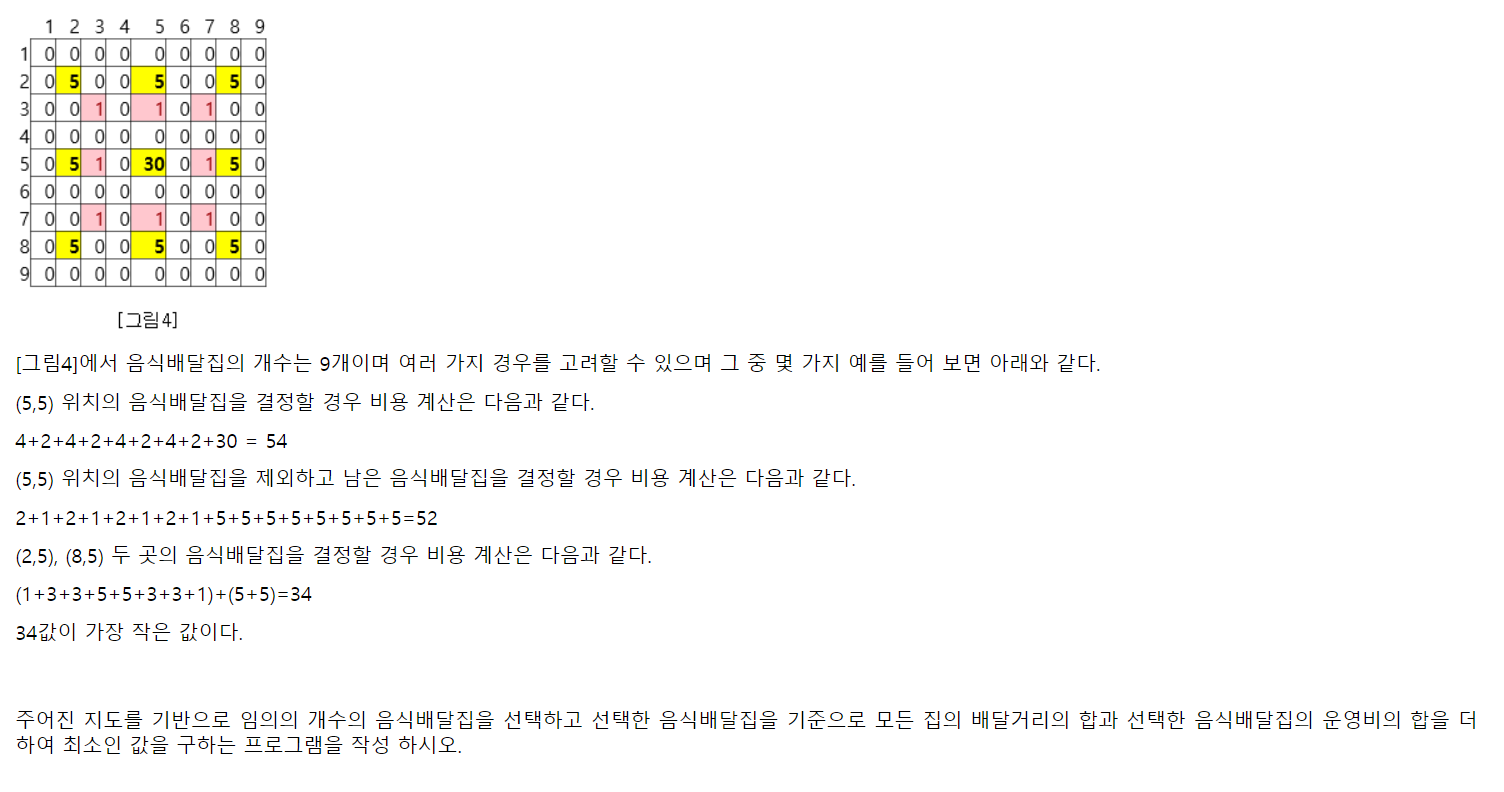 1 2 3 4 5 6 7 8 9
1 0 0 0 0 0 0 0 0 0
2 0 5 0 0 5 0 0 5 0
3 0 0 1 0 1 0 1 0 0
4 0 0 0 0 0 0 0 0 0
5 0 5 1 0 30 0 1 5 0
6 0 0 0 0 0 0 0 0 0
7 0 0 1 0 1 0 1 0 0
8 0 5 0 0 5 0 0 5 0
9 0 0 0 0 0 0 0 0 0
[그림4]
[그림4]에서 음식배달집의 개수는 9개이며 여러 가지 경우를 고려할 수 있으며 그 중 몇 가지 예를 들어 보면 아래와 같다.
(5,5) 위치의 음식배달집을 결정할 경우 비용 계산은 다음과 같다.
4+2+4+2+4+2+4+2+30 = 54
(5,5) 위치의 음식배달집을 제외하고 남은 음식배달집을 결정할 경우 비용 계산은 다음과 같다.
2+1+2+1+2+1+2+1+5+5+5+5+5+5+5+5=52
(2,5), (8,5) 두 곳의 음식배달집을 결정할 경우 비용 계산은 다음과 같다.
(1+3+3+5+5+3+3+1)+(5+5)=34
34값이 가장 작은 값이다.
주어진 지도를 기반으로 임의의 개수의 음식배달집을 선택하고 선택한 음식배달집을 기준으로 모든 집의 배달거리의 합과 선택한 음식배달집의 운영비의 합을 더
하여 최소인 값을 구하는 프로그램을 작성 하시오.